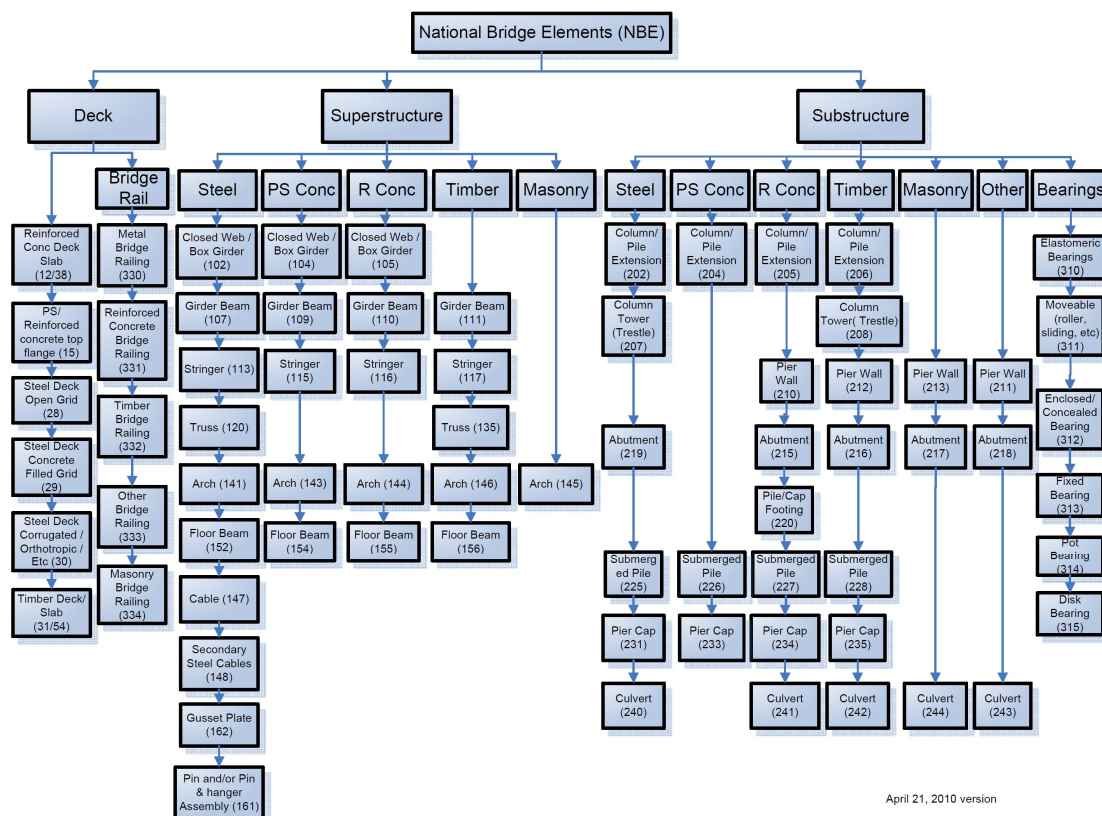 National Bridge Elements (NBE)
Deck
Superstructure
Substructure
Bridge
Rail
Steel
PS Conc
R Conc
Timber
Masonry
Steel
PS Conc
R Conc
Timber
Masonry
Other
Bearings
Reinforced
Conc Deck
Slab
(12/38)
PS/
Reinforced
concrete top
flange (15)
Steel Deck
Open Grid
(28)
Steel Deck
Concrete
Filled Grid
(29)
Steel Deck
Corrugated /
Orthotropic /
Etc (30)
Timber Deck/
Slab
(31/54)
Metal
Bridge
Railing
(330)
Reinforced
Concrete
Bridge
Railing
(331)
Timber
Bridge
Railing
(332)
Other
Bridge
Railing
(333)
Masonry
Bridge
Railing
(334)
Closed Web /
Box Girder
(102)
Girder Beam
(107)
Stringer (113)
Truss (120)
Arch (141)
Floor Beam
(152)
Cable (147)
Secondary
Steel Cables
(148)
Gusset Plate
(162)
Pin and/or Pin
& hanger
Assembly (161)
Closed Web /
Box Girder
(104)
Girder Beam
(109)
Stringer
(115)
Arch (143)
Floor Beam
(154)
Closed Web /
Box Girder
(105)
Girder Beam
(110)
Stringer
(116)
Arch (144)
Floor Beam
(155)
Girder Beam
(111)
Stringer
(117)
Truss (135)
Arch (146)
Floor Beam
(156)
Arch (145)
Column/
Pile
Extension
(202)
Column
Tower
(Trestle)
(207)
Abutment
(219)
Submerg
ed Pile
(225)
Pier Cap
(231)
Culvert
(240)
Column/
Pile
Extension
(204)
Submerged
Pile (226)
Pier Cap
(233)
Column/
Pile
Extension
(205)
Pier
Wall
(210)
Abutment
(215)
Pile/Cap
Footing
(220)
Submerged
Pile
(227)
Pier Cap
(234)
Culvert
(241)
Column/
Pile
Extension
(206)
Column
Tower( Trestle)
(208)
Pier Wall
(212)
Abutment
(216)
Submerged
Pile (228)
Pier Cap
(235)
Culvert
(242)
Pier Wall
(213)
Abutment
(217)
Culvert
(244)
Pier Wall
(211)
Abutment
(218)
Culvert
(243)
Elastomeric
Bearings
(310)
Moveable
(roller,
sliding, etc)
(311)
Enclosed/
Concealed
Bearing
(312)
Fixed
Bearing
(313)
Pot
Bearing
(314)
Disk
Bearing
(315)
April 21, 2010 version